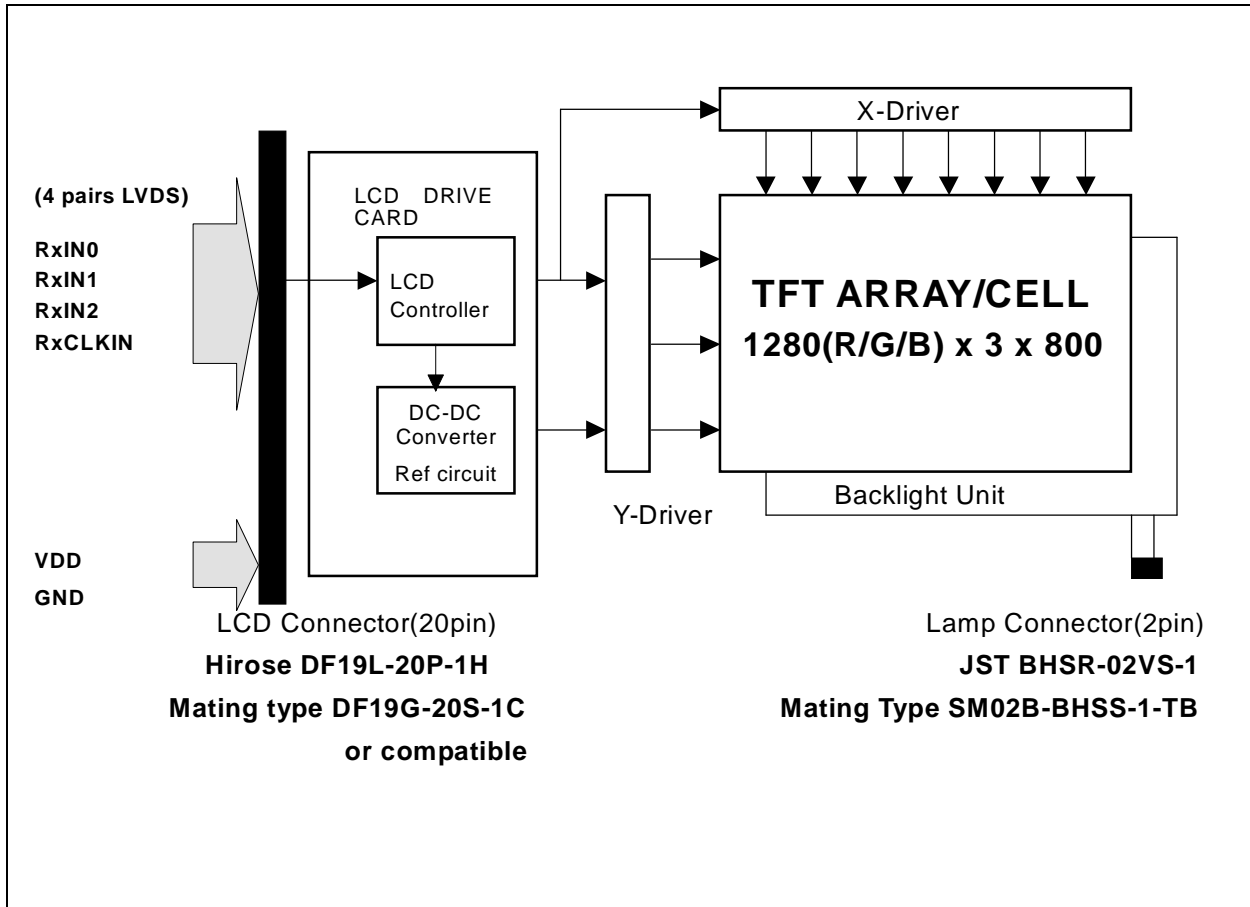 X-Driver
(4 pairs LVDS)
RxIN0
RxIN1
RxIN2
RxCLKIN
LCD DRIVE
CARD
LCD
Controller
DC-DC
Converter
Ref circuit
TFT ARRAY/CELL
1280(R/G/B) x 3 x 800
Backlight Unit
Y-Driver
VDD
GND
LCD Connector(20pin)
Hirose DF19L-20P-1H
Mating type DF19G-20S-1C
or compatible
Lamp Connector(2pin)
JST BHSR-02VS-1
Mating Type SM02B-BHSS-1-TB